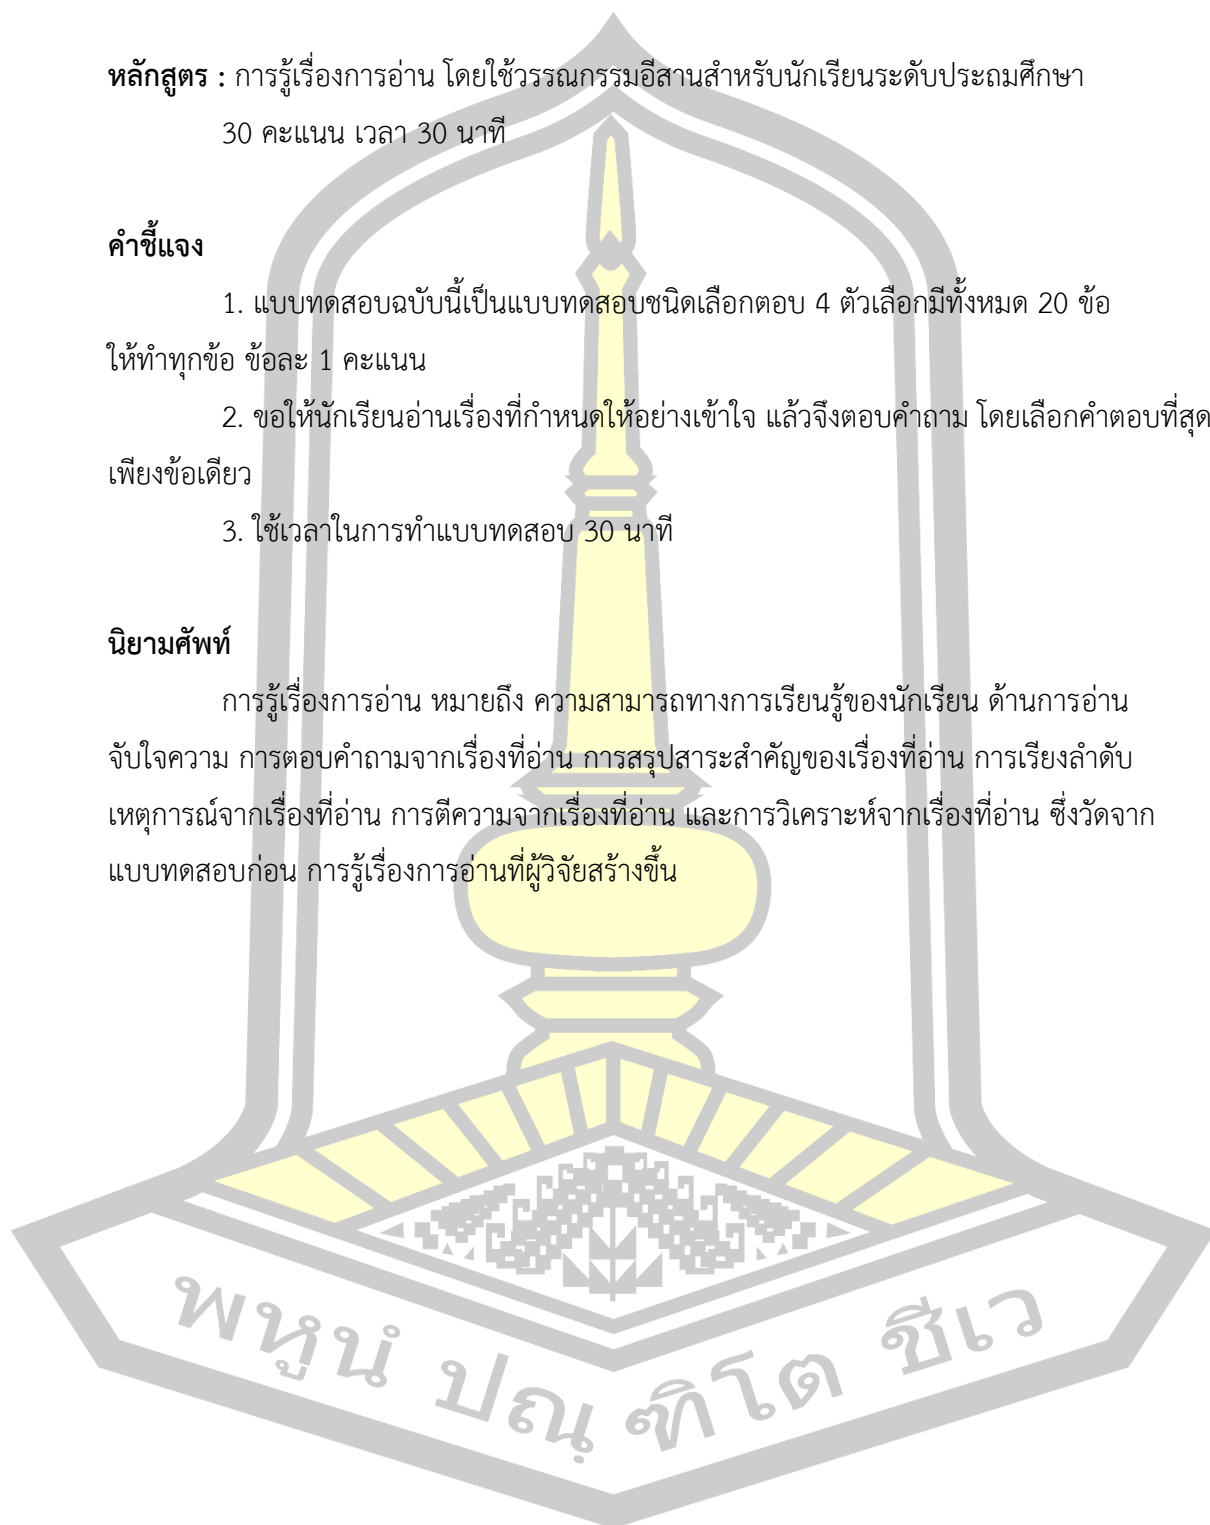 หลักสูตร : การรู้เรื่องการอ่าน โดยใช้วรรณกรรมอีสานสำหรับนักเรียนระดับประถมศึกษา
30 คะแนน เวลา 30 นาที
คำชี้แจง
1. แบบทดสอบฉบับนี้เป็นแบบทดสอบชนิดเลือกตอบ 4 ตัวเลือกมีทั้งหมด 20 ข้อ
ให้ทำทุกข้อ ข้อละ 1 คะแนน
2. ขอให้นักเรียนอ่านเรื่องที่กำหนดให้อย่างเข้าใจ แล้วจึงตอบคำถาม โดยเลือกคำตอบที่สุด
เพียงข้อเดียว
3. ใช้เวลาในการทำแบบทดสอบ 30 นาที
นิยามศัพท์
การรู้เรื่องการอ่าน หมายถึง ความสามารถทางการเรียนรู้ของนักเรียน ด้านการอ่าน
จับใจความ การตอบคำถามจากเรื่องที่อ่าน การสรุปสาระสำคัญของเรื่องที่อ่าน การเรียงลำดับ
เหตุการณ์จากเรื่องที่อ่าน การตีความจากเรื่องที่อ่าน และการวิเคราะห์จากเรื่องที่อ่าน ซึ่งวัดจาก
แบบทดสอบก่อน การรู้เรื่องการอ่านที่ผู้วิจัยสร้างขึ้น
พหูนํ ปณฺฑิโต ชีเว